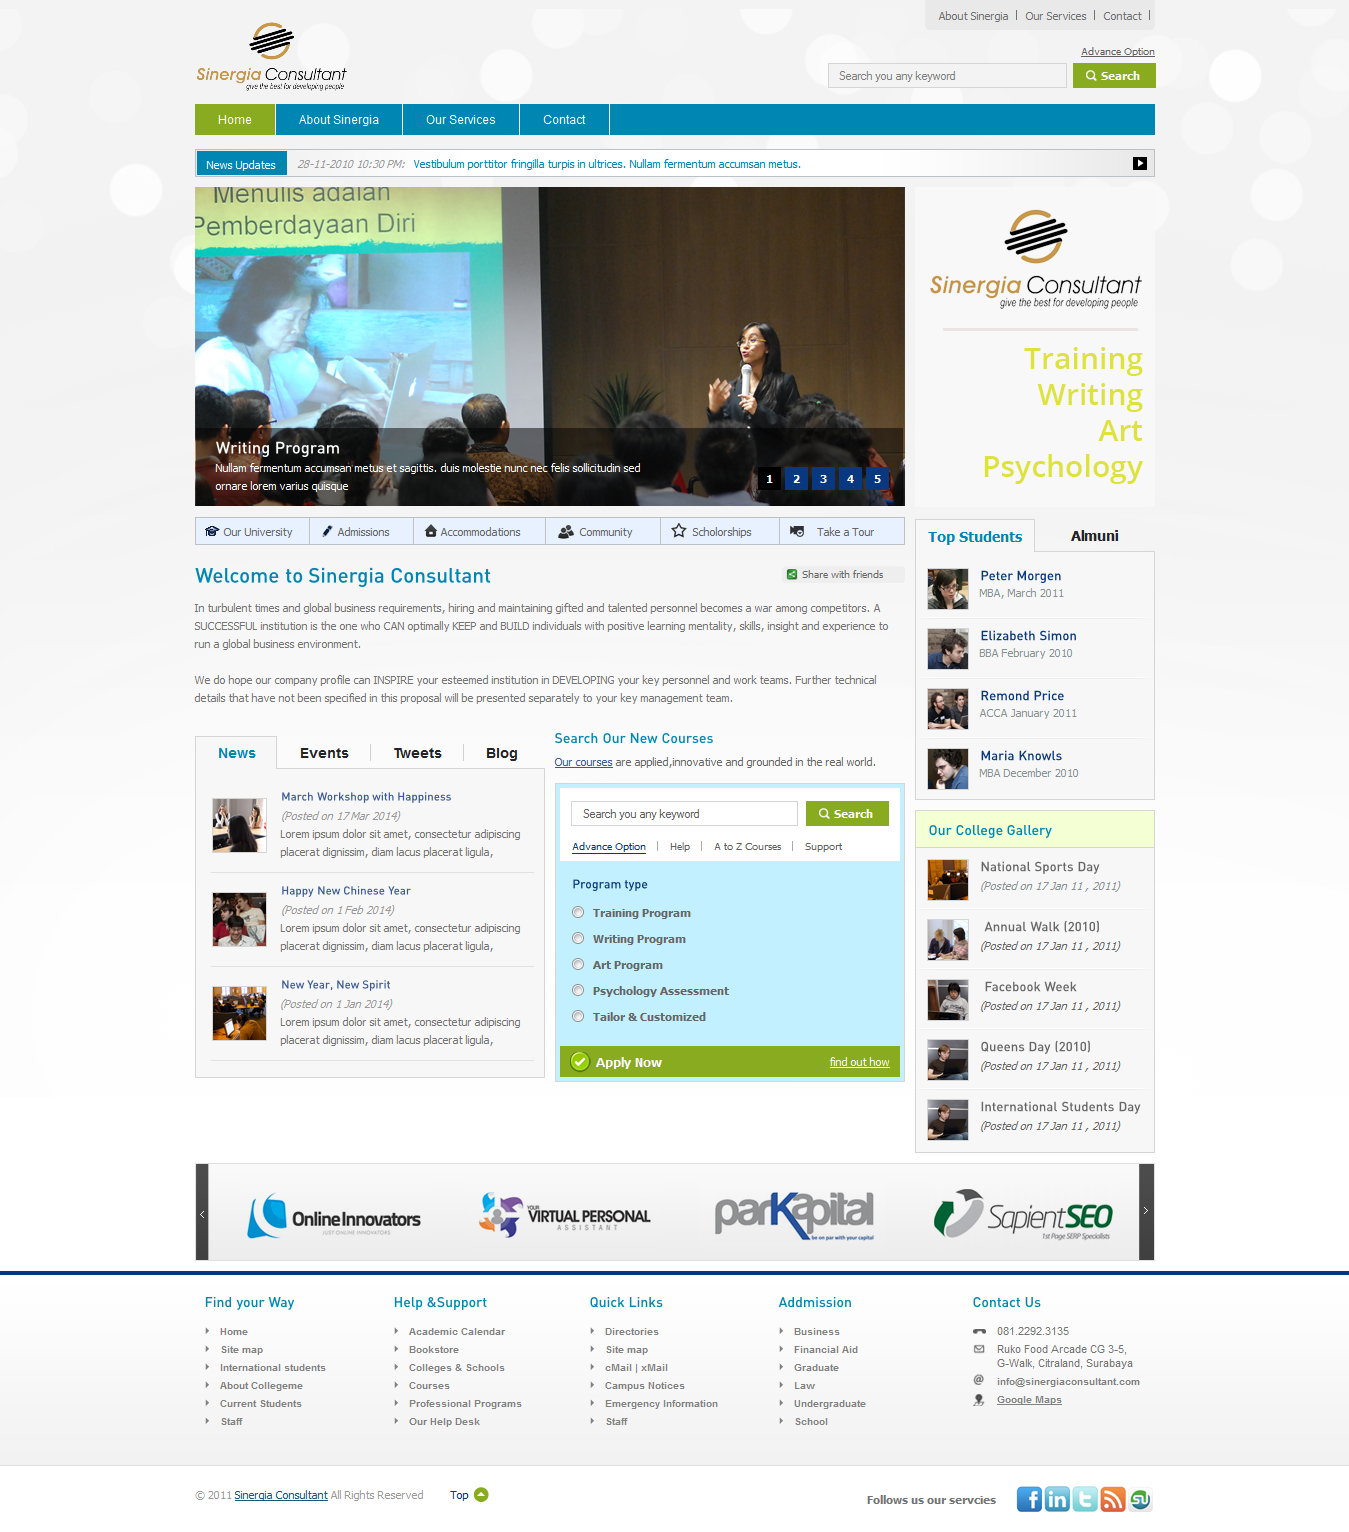 About Sinergia | Our Services | Contact |
Sinergia Consultant
give the best for developing people
Advance Option
Search you any keyword
Search
Home
About Sinergia
Our Services
Contact
News Updates
28-11-2010 10:30 PM: Vestibulum porttitor fringilla turpis in ultrices. Nullam fermentum accumsan metus.
Menulis adalah
Pemberdayaan Diri
Writing Program
Nullam fermentum accumsan metus et sagittis. duis molestie nunc nec felis sollicitudin sed
ornare lorem varius quisque
1 2 3 4 5
Sinergia Consultant
give the best for developing people
Training
Writing
Art
Psychology
Our University
Admissions
Accommodations
Community
Scholorships
Take a Tour
Welcome to Sinergia Consultant
Share with friends
In turbulent times and global business requirements, hiring and maintaining gifted and talented personnel becomes a war among competitors. A
SUCCESSFUL institution is the one who CAN optimally KEEP and BUILD individuals with positive learning mentality, skills, insight and experience to
run a global business environment.
We do hope our company profile can INSPIRE your esteemed institution in DEVELOPING your key personnel and work teams. Further technical
details that have not been specified in this proposal will be presented separately to your key management team.
Top Students
Almuni
Peter Morgen
MBA, March 2011
Elizabeth Simon
BBA February 2010
Remond Price
ACCA January 2011
Maria Knowls
MBA December 2010
News
Events
Tweets
Blog
March Workshop with Happiness
(Posted on 17 Mar 2014)
Lorem ipsum dolor sit amet, consectetur adipiscing
placerat dignissim, diam lacus placerat ligula,
Happy New Chinese Year
(Posted on 1 Feb 2014)
Lorem ipsum dolor sit amet, consectetur adipiscing
placerat dignissim, diam lacus placerat ligula,
New Year, New Spirit
(Posted on 1 Jan 2014)
Lorem ipsum dolor sit amet, consectetur adipiscing
placerat dignissim, diam lacus placerat ligula,
Search Our New Courses
Our courses are applied,innovative and grounded in the real world.
Search you any keyword
Search
Advance Option | Help | A to Z Courses | Support
Program type
Training Program
Writing Program
Art Program
Psychology Assessment
Tailor & Customized
Apply Now
find out how
Our College Gallery
National Sports Day
(Posted on 17 Jan 11 , 2011)
Annual Walk (2010)
(Posted on 17 Jan 11 , 2011)
Facebook Week
(Posted on 17 Jan 11 , 2011)
Queens Day (2010)
(Posted on 17 Jan 11 , 2011)
International Students Day
(Posted on 17 Jan 11 , 2011)
Online Innovators
JUST ONLINE INNOVATORS
YOUR
VIRTUAL PERSONAL
ASSISTANT
parKapital
be on par with your capital
SapientSEO
1st Page SERP Specialists
Find your Way
Home
Site map
International students
About Collegeme
Current Students
Staff
Help &Support
Academic Calendar
Bookstore
Colleges & Schools
Courses
Professional Programs
Our Help Desk
Quick Links
Directories
Site map
cMail | xMail
Campus Notices
Emergency Information
Staff
Addmission
Business
Financial Aid
Graduate
Law
Undergraduate
School
Contact Us
081.2292.3135
Ruko Food Arcade CG 3-5,
G-Walk, Citraland, Surabaya
info@sinergiaconsultant.com
Google Maps
© 2011 Sinergia Consultant All Rights Reserved
Top
Follows us our servcies